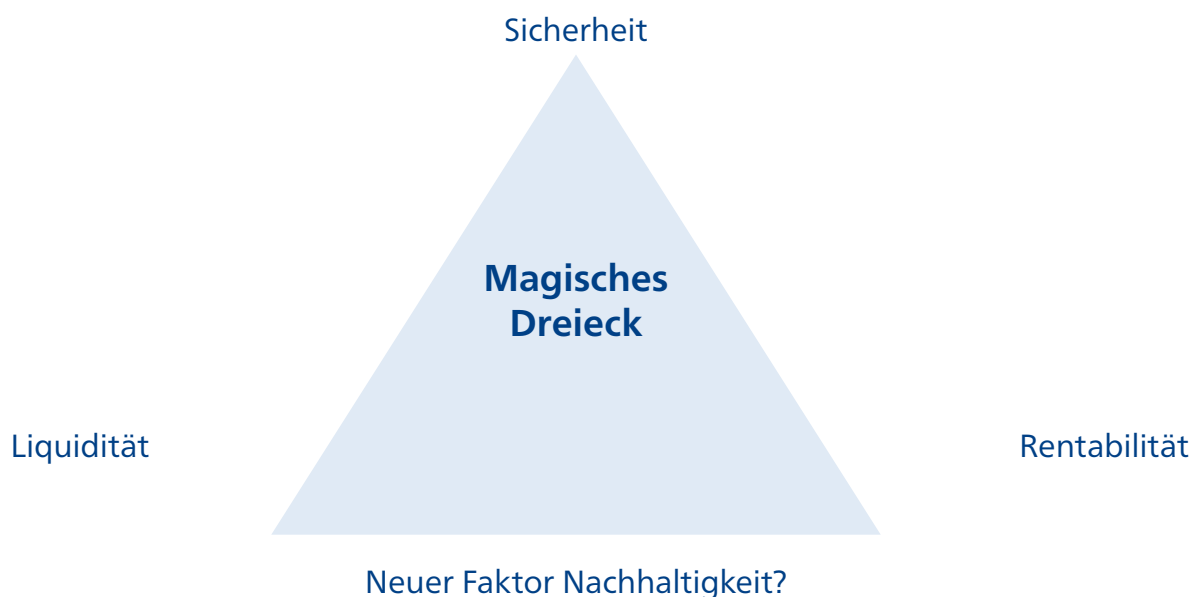 Sicherheit
Magisches
Dreieck
Liquidität
Rentabilität
Neuer Faktor Nachhaltigkeit?